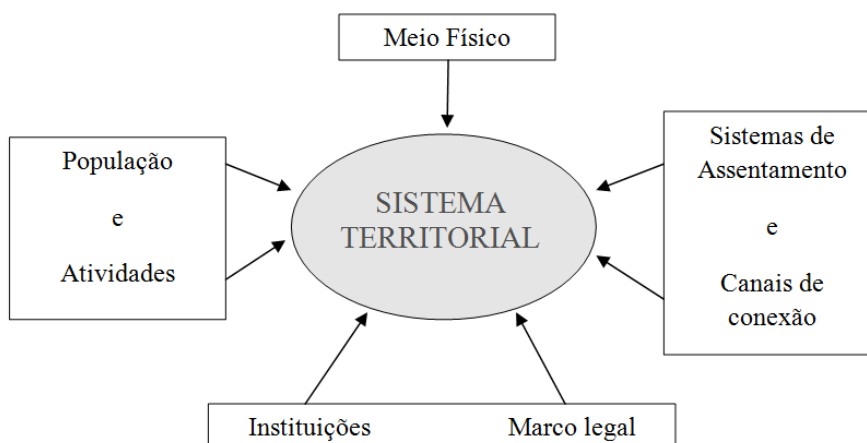 Meio Físico
População
e
Atividades
SISTEMA
TERRITORIAL
Sistemas de
Assentamento
e
Canais de
conexão
Instituições Marco legal